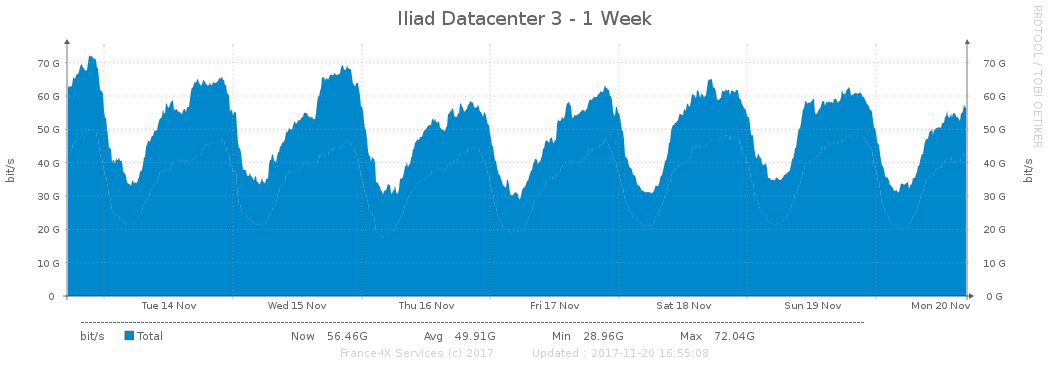 Iliad Datacenter 3 - 1 Week
RRDTOOL / TOBI OETIKER
bit/s
70 G 70 G
60 G 60 G
50 G 50 G
40 G 40 G
30 G 30 G
20 G 20 G
10 G 10 G
0 0 G
bit/s
Tue 14 Nov Wed 15 Nov Thu 16 Nov Fri 17 Nov Sat 18 Nov Sun 19 Nov Mon 20 Nov
bit/s Total Now 56.46G Avg 49.91G Min 28.96G Max 72.04G
France-IX Services (c) 2017 Updated : 2017-11-20 16:55:08